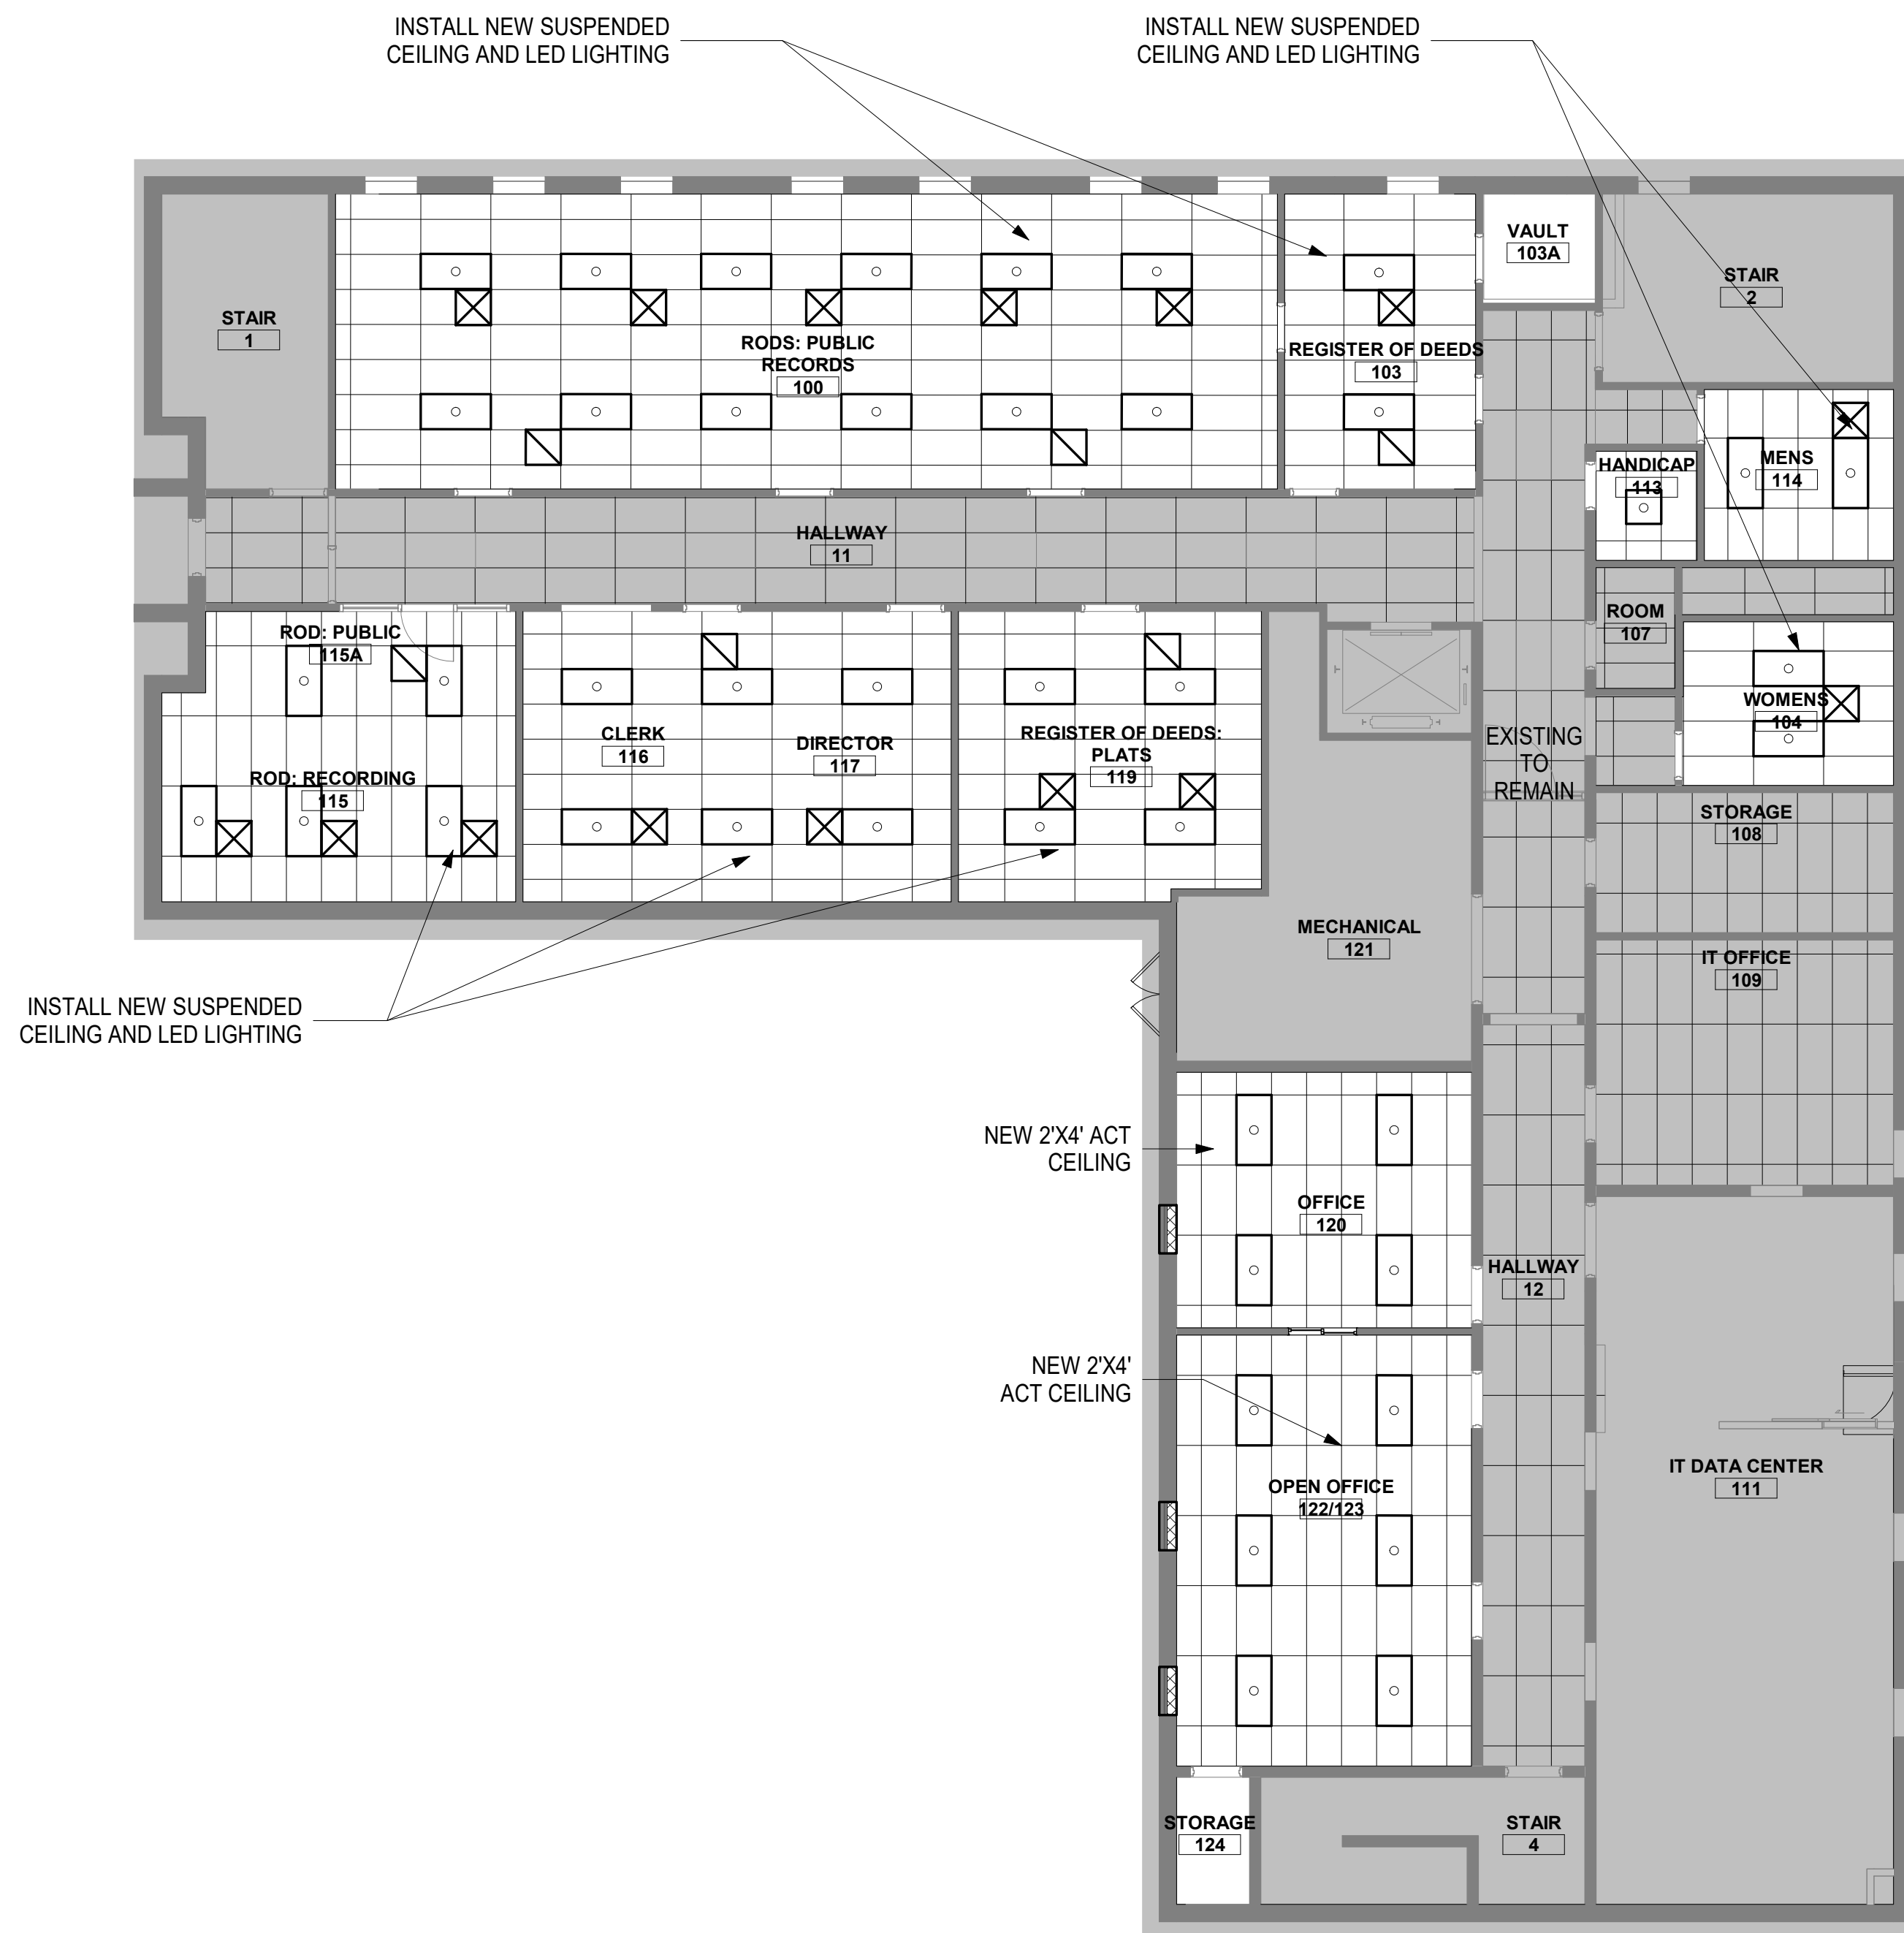 INSTALL NEW SUSPENDED
CEILING AND LED LIGHTING
INSTALL NEW SUSPENDED
CEILING AND LED LIGHTING
VAULT
103A
STAIR
2
STAIR
1
RODS: PUBLIC
RECORDS
100
REGISTER OF DEEDS
103
MENS
114
HANDICAP
113
HALLWAY
11
ROOM
107
ROD: PUBLIC
115A
WOMENS
104
CLERK
116
DIRECTOR
117
REGISTER OF DEEDS:
PLATS
119
EXISTING
TO
REMAIN
ROD: RECORDING
115
STORAGE
108
MECHANICAL
121
IT OFFICE
109
INSTALL NEW SUSPENDED
CEILING AND LED LIGHTING
NEW 2'X4' ACT
CEILING
OFFICE
120
HALLWAY
12
NEW 2'X4'
ACT CEILING
OPEN OFFICE
122/123
IT DATA CENTER
111
STORAGE
124
STAIR
4